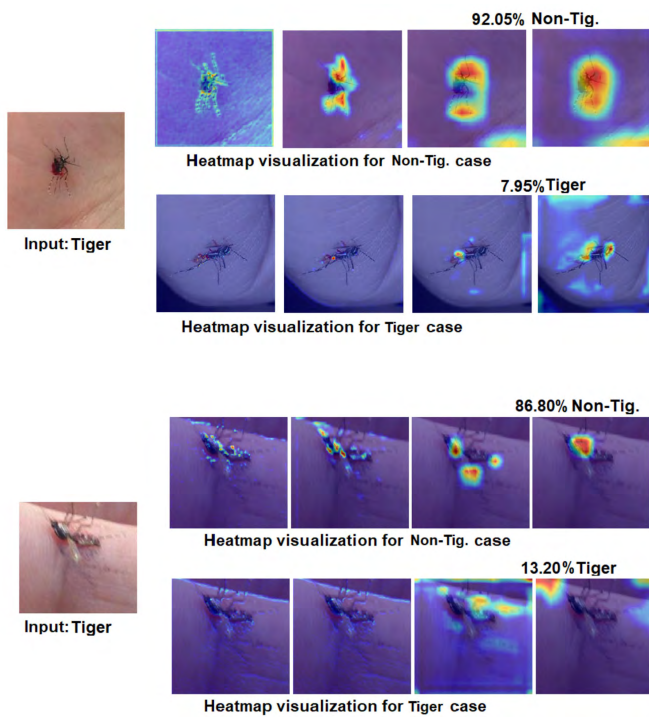 92.05% Non-Tig.
Heatmap visualization for Non-Tig. case
Input: Tiger
7.95%Tiger
Heatmap visualization for Tiger case
86.80% Non-Tig.
Heatmap visualization for Non-Tig. case
Input: Tiger
13.20%Tiger
Heatmap visualization for Tiger case